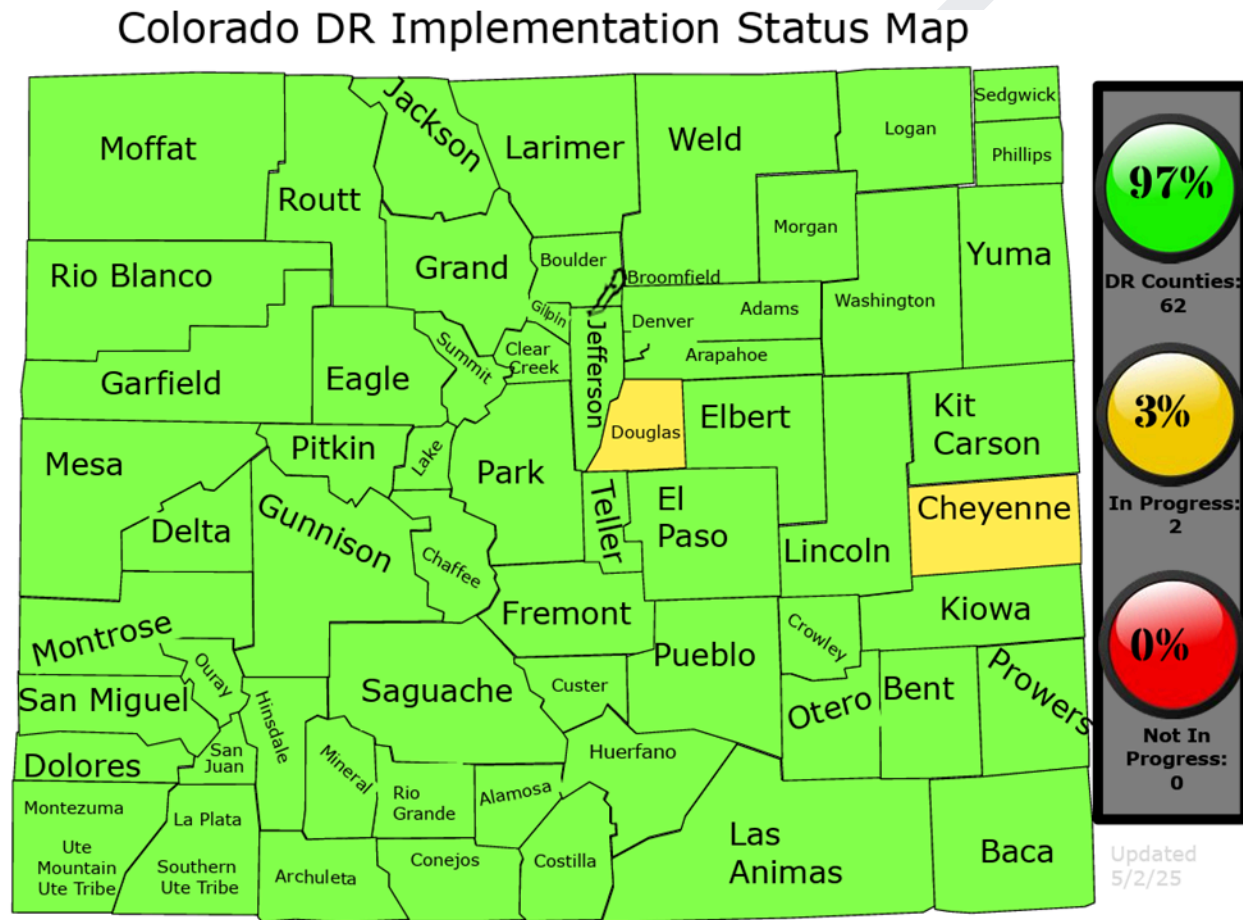 Colorado DR Implementation Status Map
Moffat
Routt
Jackson
Larimer
Weld
Logan
Sedgwick
Phillips
Rio Blanco
Grand
Boulder
Broomfield
Morgan
Washington
Yuma
Garfield
Eagle
Summit
Gilpin
Clear
Creek
Jefferson
Denver
Adams
Arapahoe
Mesa
Pitkin
Lake
Park
Douglas
Elbert
Kit
Carson
Delta
Gunnison
Chaffee
Teller
El
Paso
Lincoln
Cheyenne
Montrose
Fremont
Kiowa
Ouray
Saguache
Custer
Pueblo
Crowley
Otero
Bent
Prowers
San Miguel
Hinsdale
Dolores
San
Juan
Mineral
Rio
Grande
Alamosa
Huerfano
Montezuma
Ute
Mountain
Ute Tribe
La Plata
Southern
Ute Tribe
Archuleta
Conejos
Costilla
Las
Animas
Baca
97%
DR Counties:
62
3%
In Progress:
2
0%
Not In
Progress:
0
Updated
5/2/25